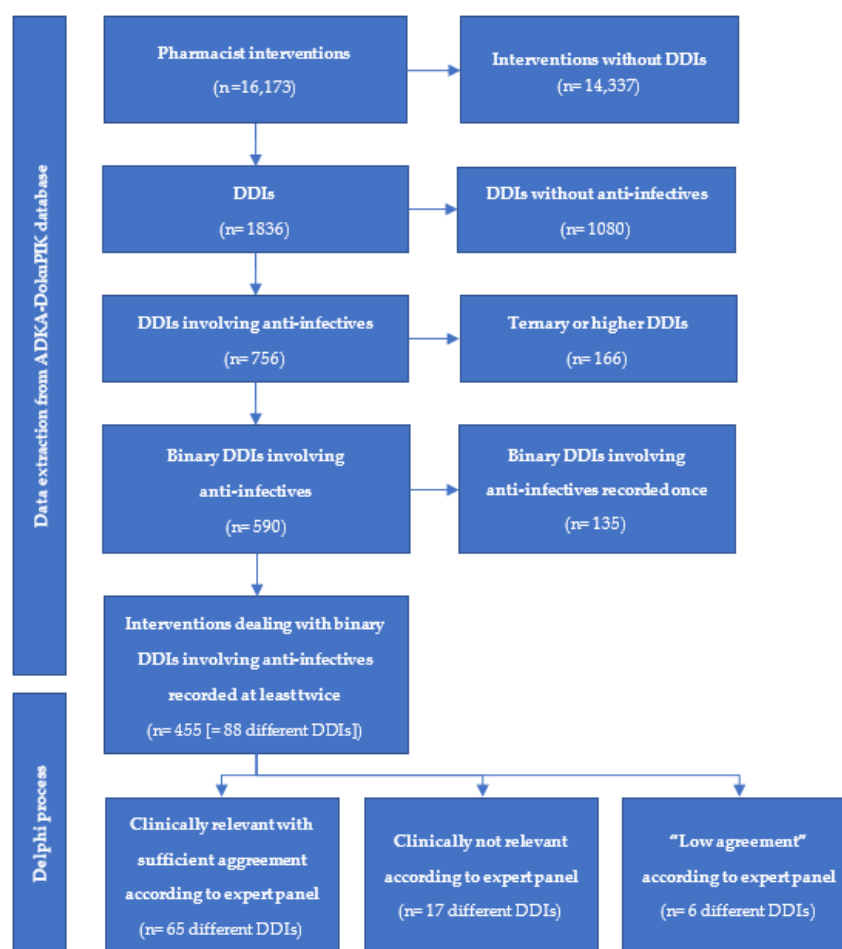 Data extraction from ADKA-DokuPIK database
Pharmacist interventions
(n =16,173)
Interventions without DDIs
(n= 14,337)
DDIs
(n= 1836)
DDIs without anti-infectives
(n= 1080)
DDIs involving anti-infectives
(n= 756)
Ternary or higher DDIs
(n= 166)
Binary DDIs involving
anti-infectives
(n= 590)
Binary DDIs involving
anti-infectives recorded once
(n= 135)
Interventions dealing with binary
DDIs involving anti-infectives
recorded at least twice
(n= 455 [= 88 different DDIs])
Delphi process
Clinically relevant with
sufficient aggreement
according to expert panel
(n= 65 different DDIs)
Clinically not relevant
according to expert panel
(n= 17 different DDIs)
“Low agreement”
according to expert panel
(n= 6 different DDIs)